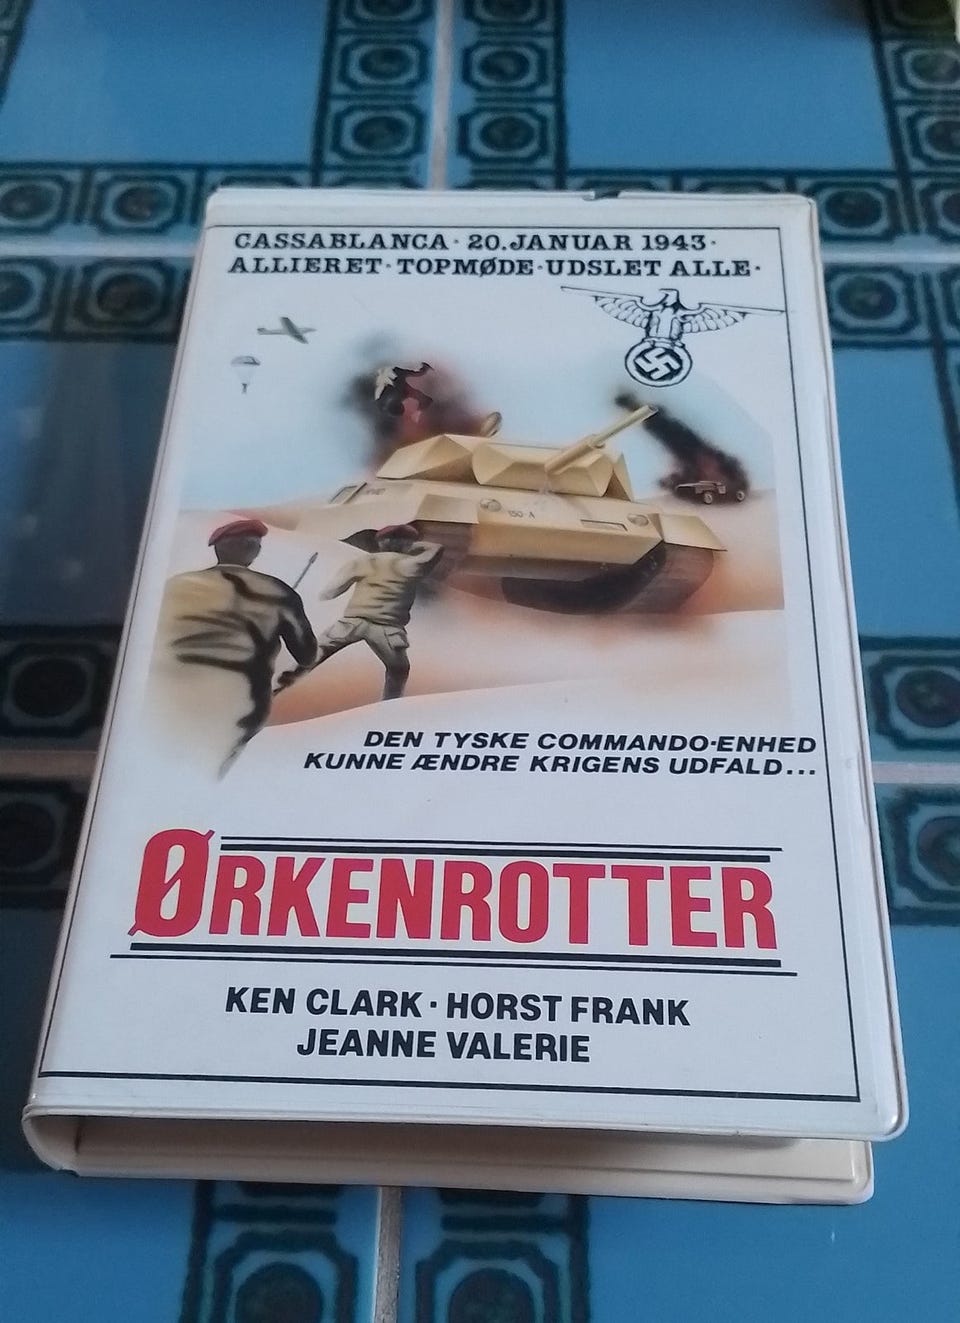 CASSABLANCA · 20. JANUAR 1943 ·
ALLIERET · TOPMØDE · UDSLET ALLE ·
150-A
DEN TYSKE COMMANDO-ENHED
KUNNE ÆNDRE KRIGENS UDFALD...
ØRKENROTTER
KEN CLARK · HORST FRANK
JEANNE VALERIE